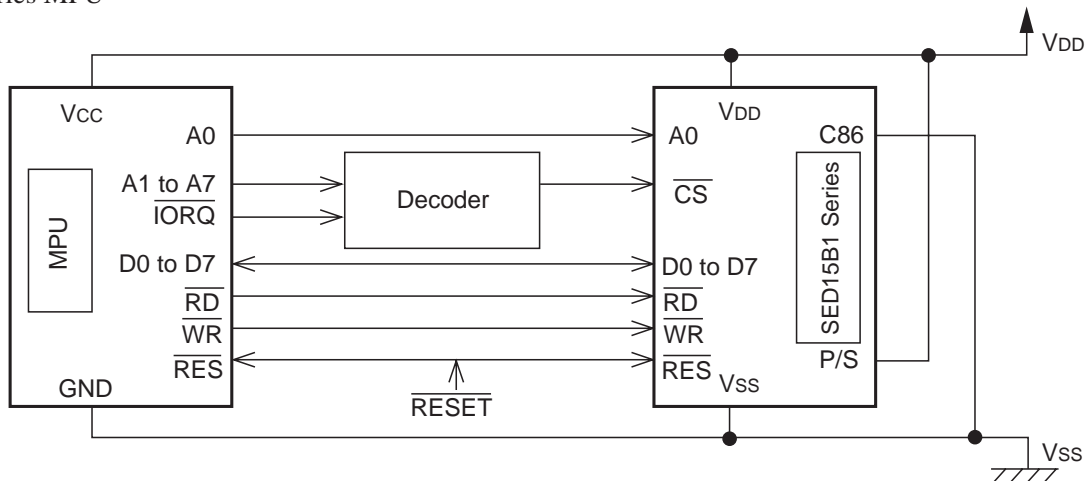 ries MPU
VDD
VCC
VDD
A0
A0
C86
A1 to A7
IORQ
Decoder
CS
MPU
SED15B1 Series
D0 to D7
D0 to D7
RD
RD
WR
WR
RES
RES
P/S
GND
RESET
VSS
VSS